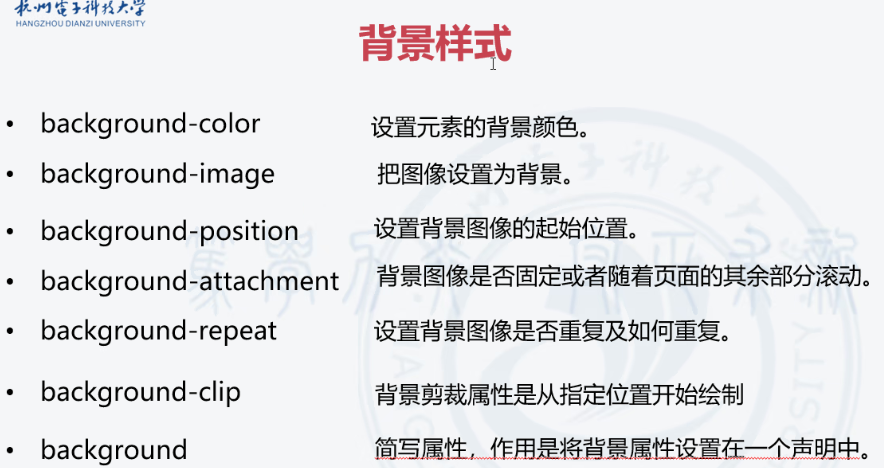 杭州电子科技大学
HANGZHOU DIANZI UNIVERSITY
背景样式
• background-color 设置元素的背景颜色。
• background-image 把图像设置为背景。
• background-position 设置背景图像的起始位置。
• background-attachment 背景图像是否固定或者随着页面的其余部分滚动。
• background-repeat 设置背景图像是否重复及如何重复。
• background-clip 背景剪裁属性是从指定位置开始绘制
• background 简写属性，作用是将背景属性设置在一个声明中。